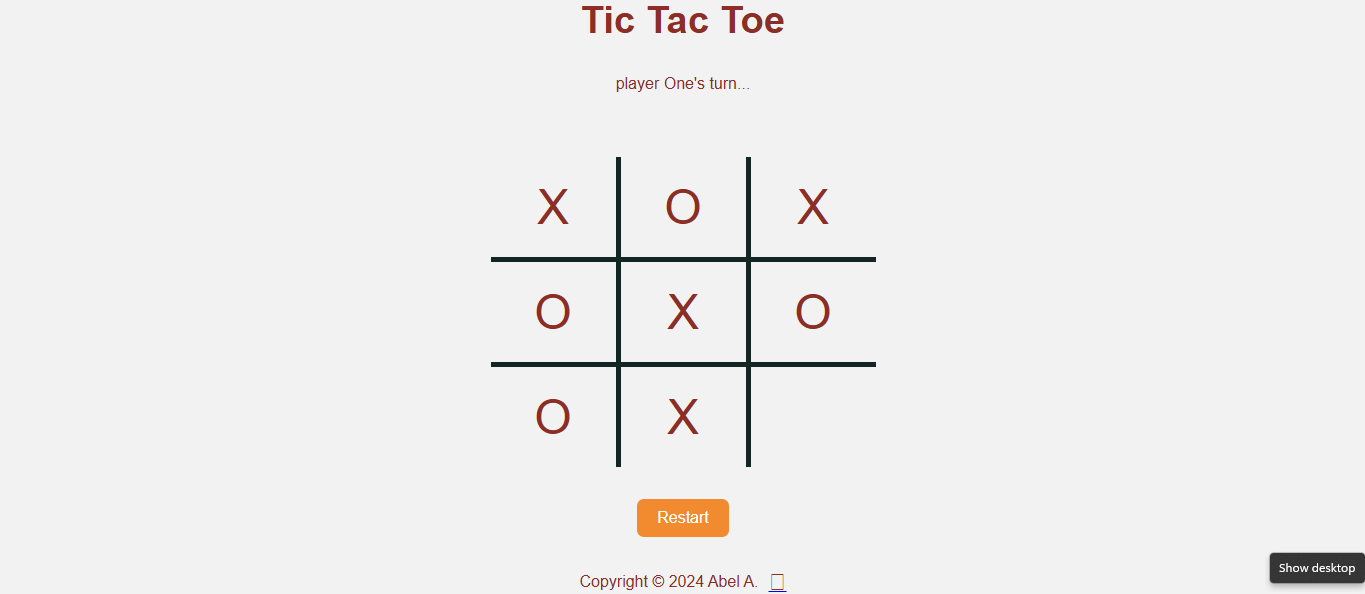 Tic Tac Toe
player One's turn...
X O X
O X O
O X
Restart
Copyright © 2024 Abel A.
Show desktop